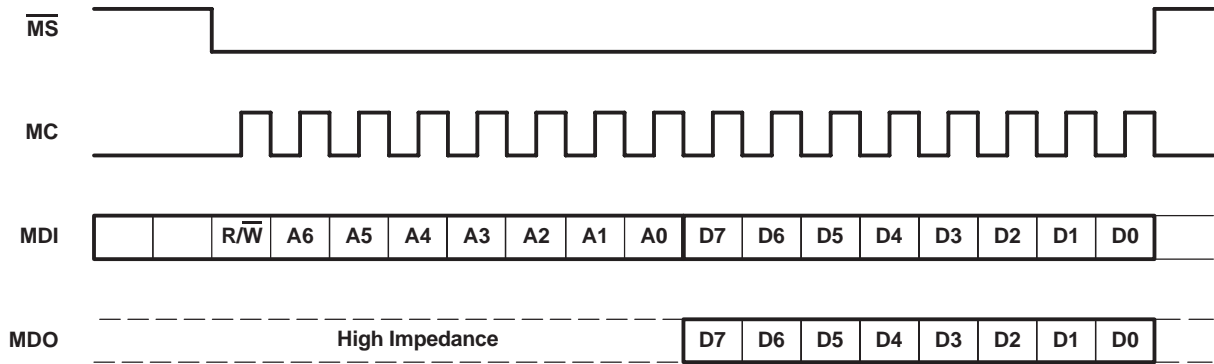 M̅S̅
MC
MDI R/W̅ A6 A5 A4 A3 A2 A1 A0 D7 D6 D5 D4 D3 D2 D1 D0
MDO High Impedance D7 D6 D5 D4 D3 D2 D1 D0